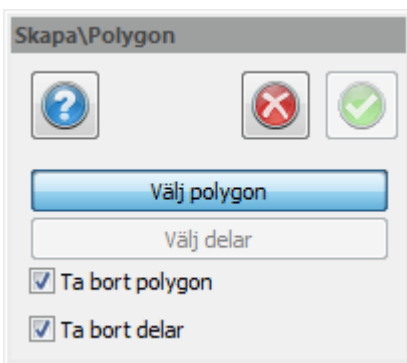 Skapa\Polygon
?
Välj polygon
Välj delar
Ta bort polygon
Ta bort delar